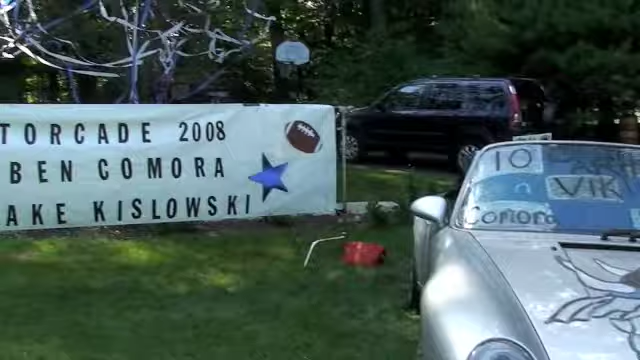 TORCADE 2008
BEN COMORA
AKE KISLOWSKI
10
VIK
Comora